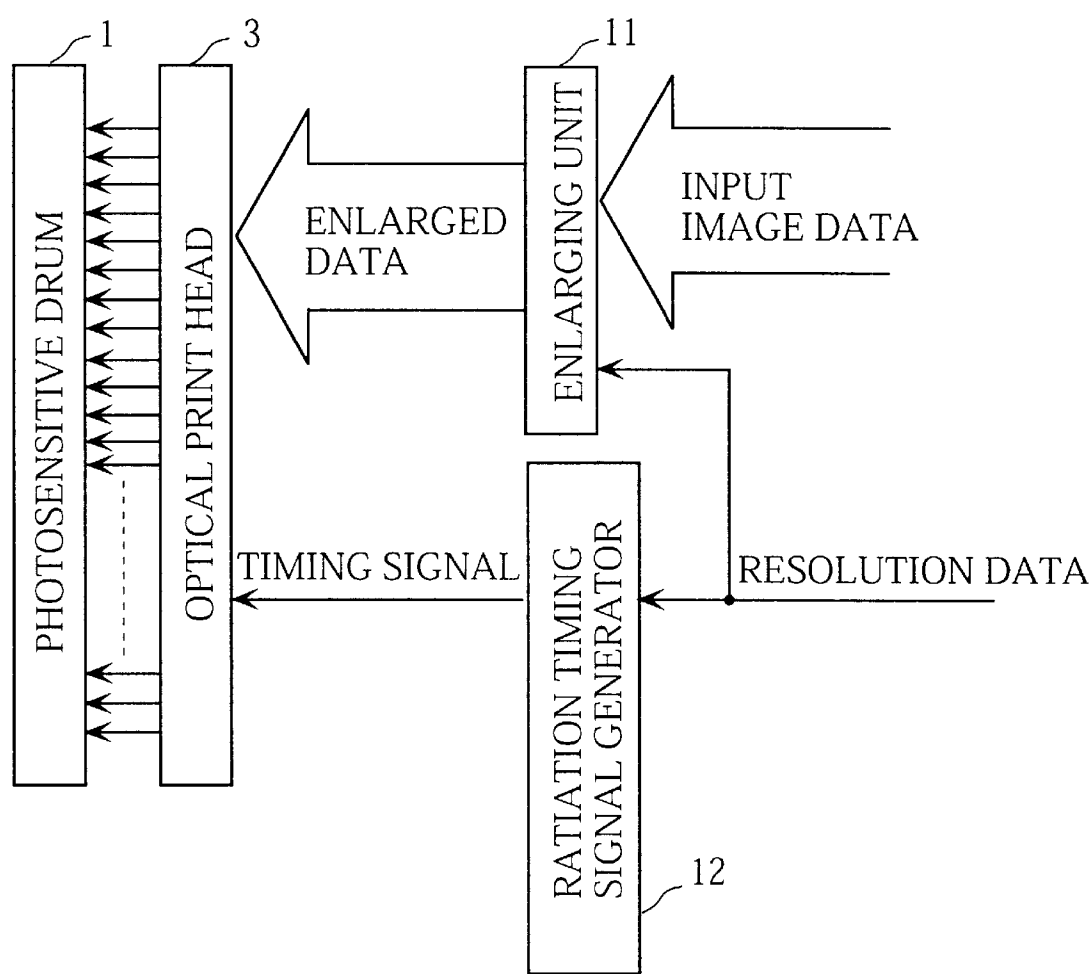 1
3
11
12
PHOTOSENSITIVE DRUM
OPTICAL PRINT HEAD
ENLARGED
DATA
ENLARGING UNIT
INPUT
IMAGE DATA
TIMING SIGNAL
RATIATION TIMING
SIGNAL GENERATOR
RESOLUTION DATA